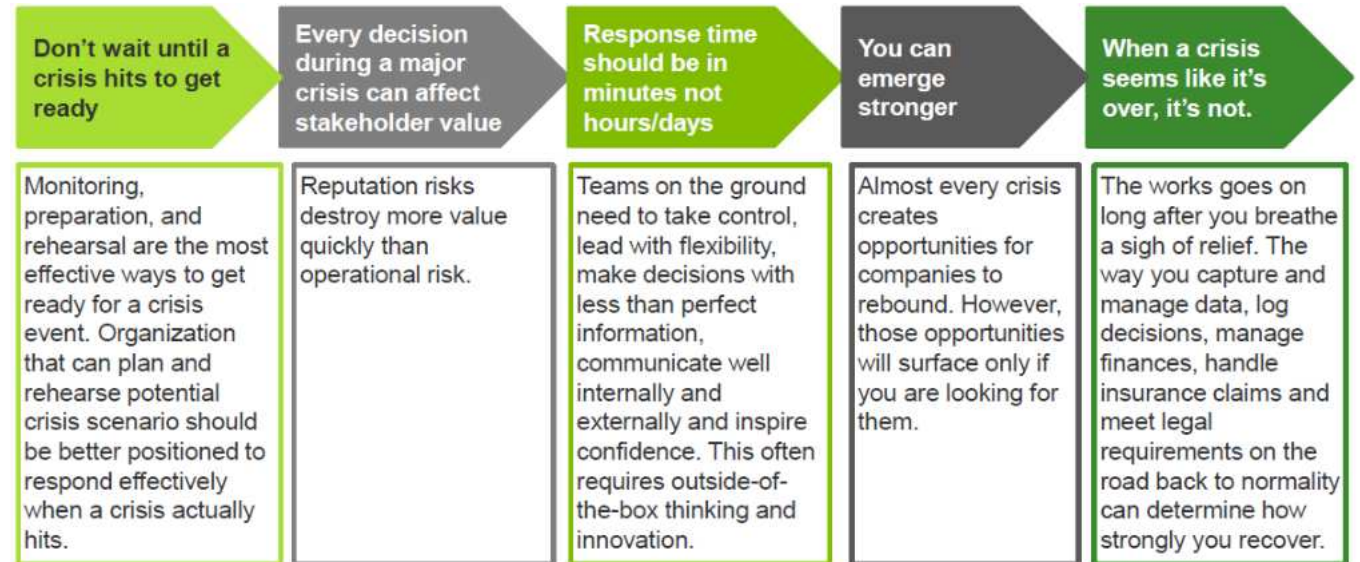 Don't wait until a
crisis hits to get
ready
Every decision
during a major
crisis can affect
stakeholder value
Response time
should be in
minutes not
hours/days
You can
emerge
stronger
When a crisis
seems like it's
over, it's not.
Monitoring,
preparation, and
rehearsal are the most
effective ways to get
ready for a crisis
event. Organization
that can plan and
rehearse potential
crisis scenario should
be better positioned to
respond effectively
when a crisis actually
hits.
Reputation risks
destroy more value
quickly than
operational risk.
Teams on the ground
need to take control,
lead with flexibility,
make decisions with
less than perfect
information,
communicate well
internally and
externally and inspire
confidence. This often
requires outside-of-
the-box thinking and
innovation.
Almost every crisis
creates
opportunities for
companies to
rebound. However,
those opportunities
will surface only if
you are looking for
them.
The works goes on
long after you breathe
a sigh of relief. The
way you capture and
manage data, log
decisions, manage
finances, handle
insurance claims and
meet legal
requirements on the
road back to normality
can determine how
strongly you recover.